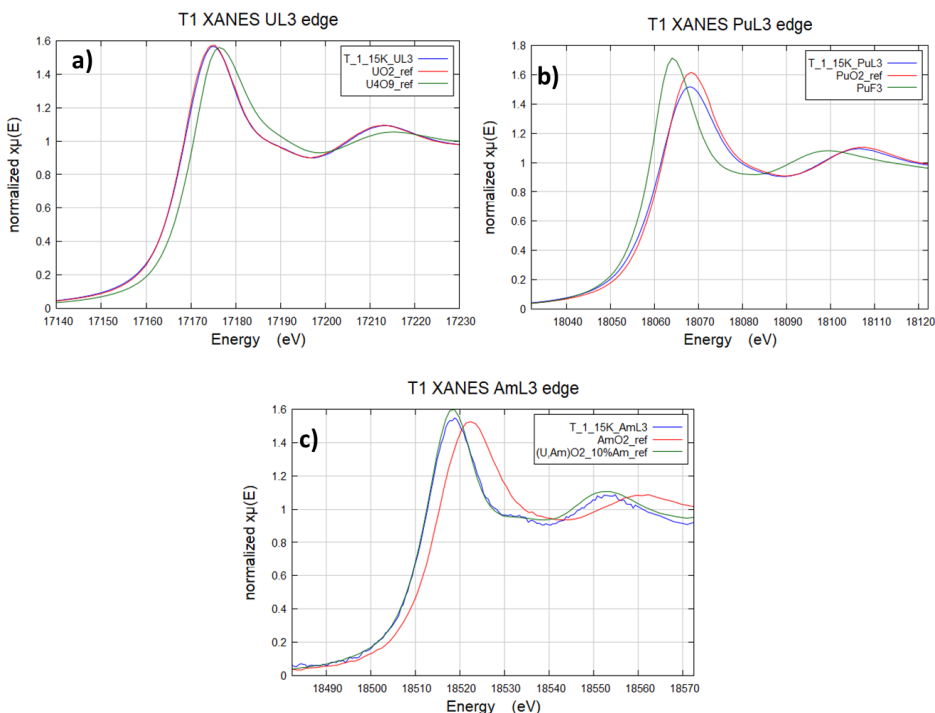 T1 XANES UL3 edge
a)
T_1_15K_UL3
UO2_ref
U4O9_ref
normalized xμ(E)
1.6
1.4
1.2
1
0.8
0.6
0.4
0.2
0
17140 17150 17160 17170 17180 17190 17200 17210 17220 17230
Energy (eV)
T1 XANES PuL3 edge
b)
T_1_15K_PuL3
PuO2_ref
PuF3
normalized xμ(E)
1.8
1.6
1.4
1.2
1
0.8
0.6
0.4
0.2
0
18040 18050 18060 18070 18080 18090 18100 18110 18120
Energy (eV)
T1 XANES AmL3 edge
c)
T_1_15K_AmL3
AmO2_ref
(U,Am)O2_10%Am_ref
normalized xμ(E)
1.6
1.4
1.2
1
0.8
0.6
0.4
0.2
0
18490 18500 18510 18520 18530 18540 18550 18560 18570
Energy (eV)